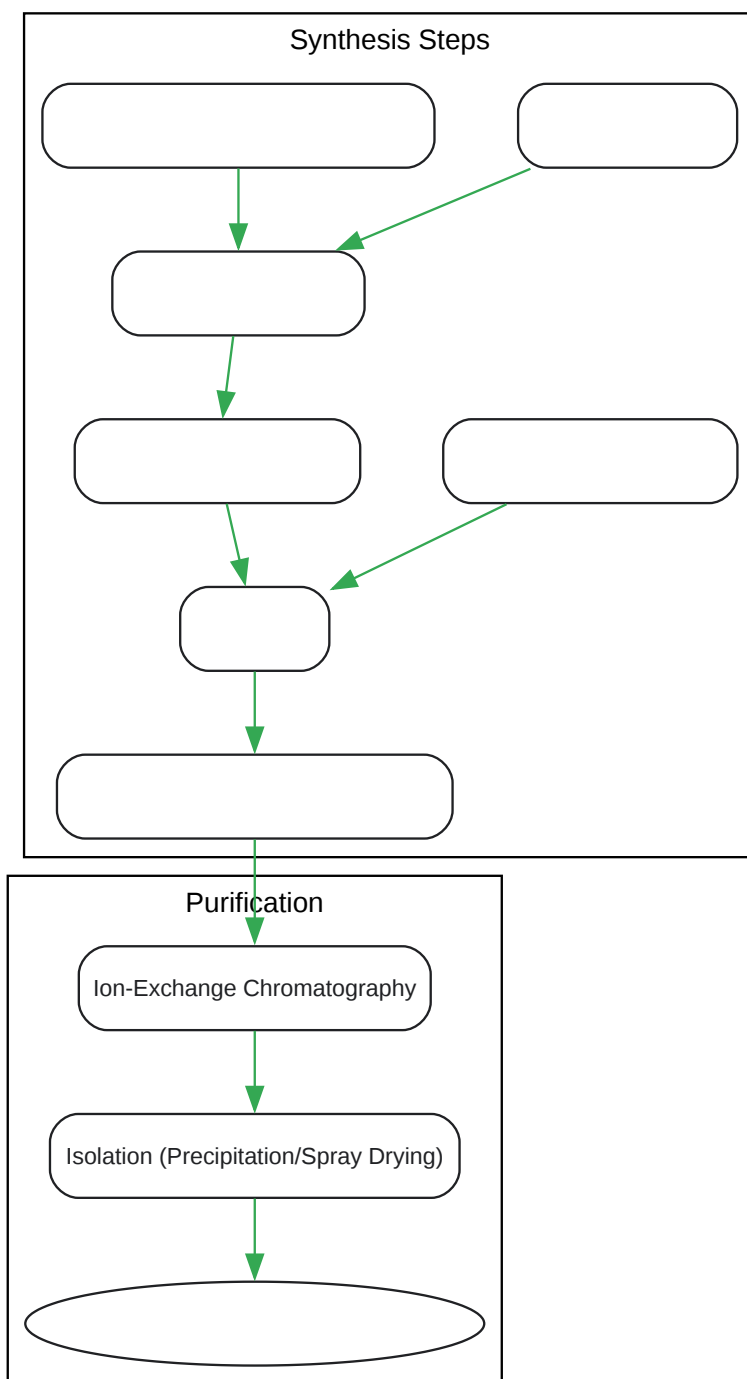 Synthesis Steps
Purification
Ion-Exchange Chromatography
Isolation (Precipitation/Spray Drying)